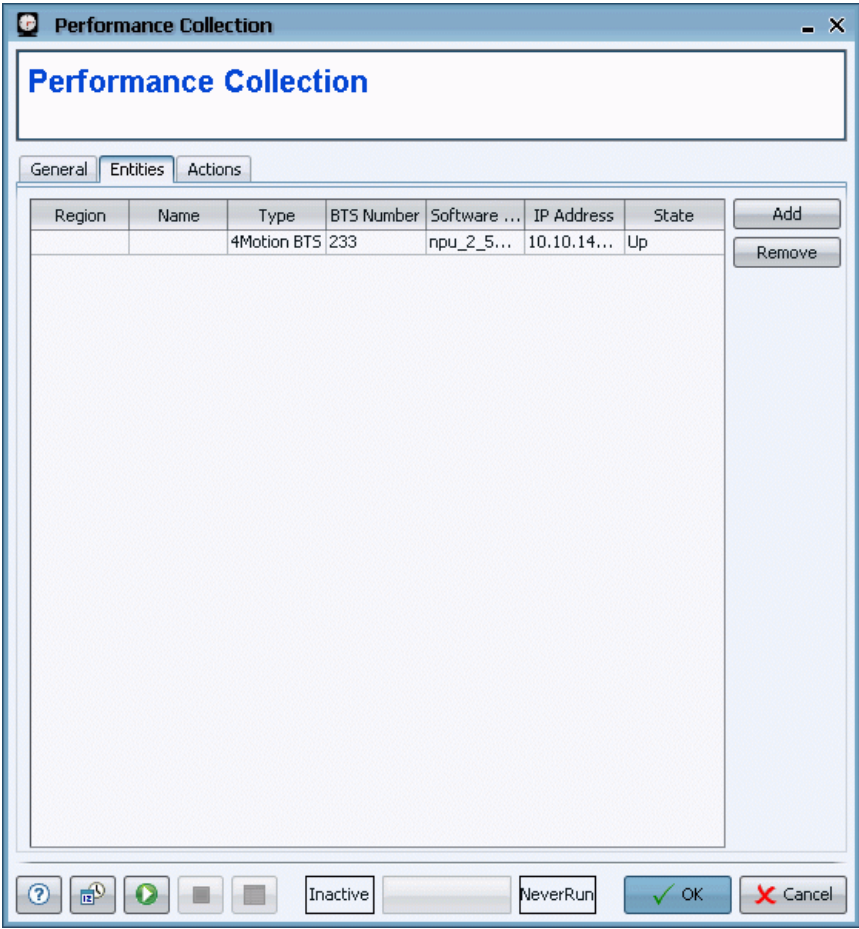 Performance Collection
Performance Collection
General Entities Actions
Region Name Type BTS Number Software ... IP Address State Add
4Motion BTS 233 npu_2_5... 10.10.14... Up
Remove
? 12 Inactive NeverRun OK Cancel